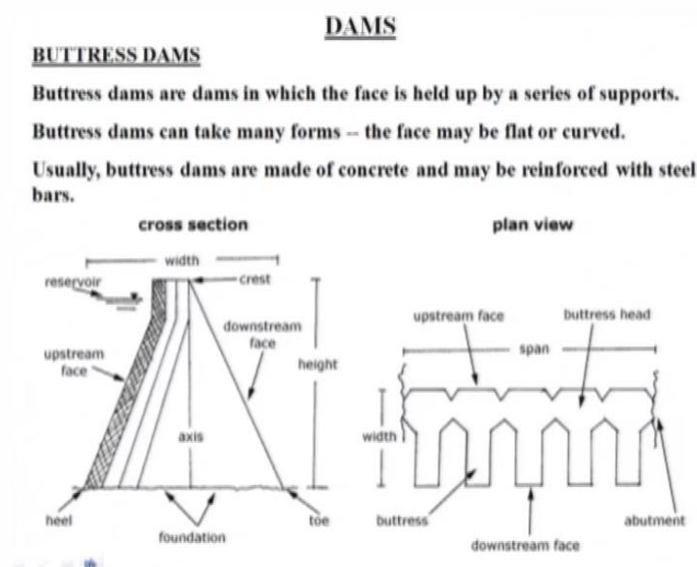 DAMS
BUTTRESS DAMS
Buttress dams are dams in which the face is held up by a series of supports.
Buttress dams can take many forms -- the face may be flat or curved.
Usually, buttress dams are made of concrete and may be reinforced with steel
bars.
cross section
plan view
width
reservoir
crest
downstream
face
upstream
face
height
axis
heel
toe
foundation
upstream face
buttress head
span
width
buttress
abutment
downstream face